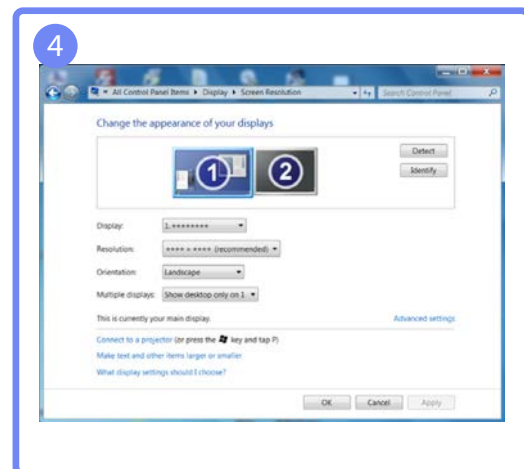 4
All Control Panel Items ▸ Display ▸ Screen Resolution
Search Control Panel
Change the appearance of your displays
1 2
Detect
Identify
Display: 1.********
Resolution: **** × **** (recommended)
Orientation: Landscape
Multiple displays: Show desktop only on 1
This is currently your main display. Advanced settings
Connect to a projector (or press the key and tap P)
Make text and other items larger or smaller
What display settings should I choose?
OK Cancel Apply